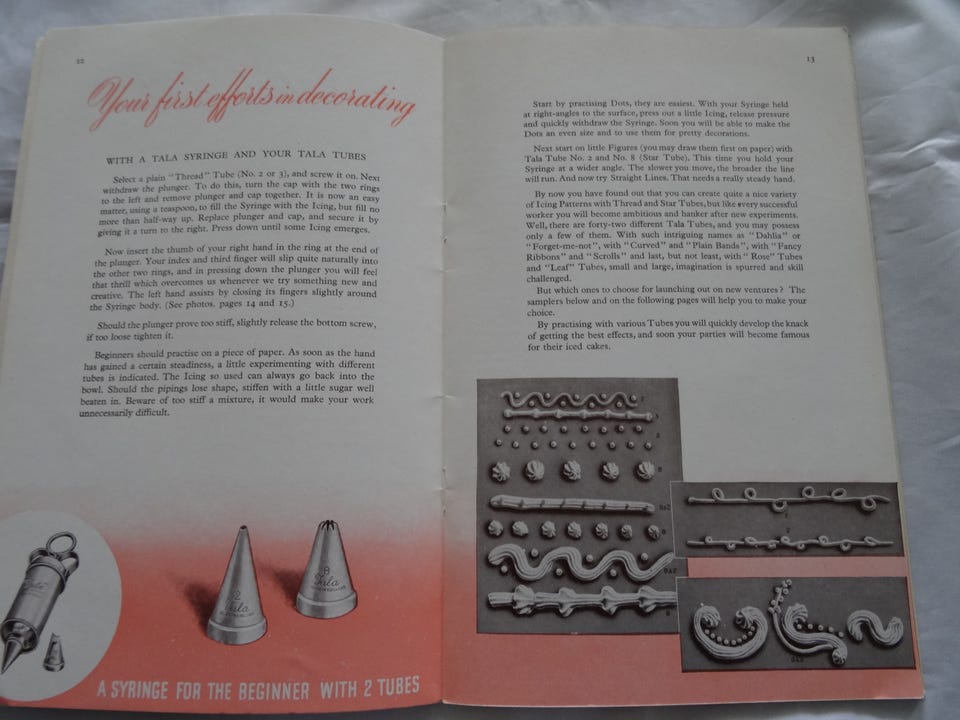 12
Your first efforts in decorating
WITH A TALA SYRINGE AND YOUR TALA TUBES
Select a plain "Thread" Tube (No. 2 or 3), and screw it on. Next
withdraw the plunger. To do this, turn the cap with the two rings
to the left and remove plunger and cap together. It is now an easy
matter, using a teaspoon, to fill the Syringe with the Icing, but fill no
more than half-way up. Replace plunger and cap, and secure it by
giving it a turn to the right. Press down until some Icing emerges.
Now insert the thumb of your right hand in the ring at the end of
the plunger. Your index and third finger will slip quite naturally into
the other two rings, and in pressing down the plunger you will feel
that thrill which overcomes us whenever we try something new and
creative. The left hand assists by closing its fingers slightly around
the Syringe body. (See photos. pages 14 and 15.)
Should the plunger prove too stiff, slightly release the bottom screw,
if too loose tighten it.
Beginners should practise on a piece of paper. As soon as the hand
has gained a certain steadiness, a little experimenting with different
tubes is indicated. The Icing so used can always go back into the
bowl. Should the pipings lose shape, stiffen with a little sugar well
beaten in. Beware of too stiff a mixture, it would make your work
unnecessarily difficult.
2
Tala
8
Tala
A SYRINGE FOR THE BEGINNER WITH 2 TUBES
13
Start by practising Dots, they are easiest. With your Syringe held
at right-angles to the surface, press out a little Icing, release pressure
and quickly withdraw the Syringe. Soon you will be able to make the
Dots an even size and to use them for pretty decorations.
Next start on little Figures (you may draw them first on paper) with
Tala Tube No. 2 and No. 8 (Star Tube). This time you hold your
Syringe at a wider angle. The slower you move, the broader the line
will run. And now try Straight Lines. That needs a really steady hand.
By now you have found out that you can create quite a nice variety
of Icing Patterns with Thread and Star Tubes, but like every successful
worker you will become ambitious and hanker after new experiments.
Well, there are forty-two different Tala Tubes, and you may possess
only a few of them. With such intriguing names as "Dahlia" or
"Forget-me-not", with "Curved" and "Plain Bands", with "Fancy
Ribbons" and "Scrolls" and last, but not least, with "Rose" Tubes
and "Leaf" Tubes, small and large, imagination is spurred and skill
challenged.
But which ones to choose for launching out on new ventures? The
samplers below and on the following pages will help you to make your
choice.
By practising with various Tubes you will quickly develop the knack
of getting the best effects, and soon your parties will become famous
for their iced cakes.
2
8
8
8&2
8
2
2
8&2